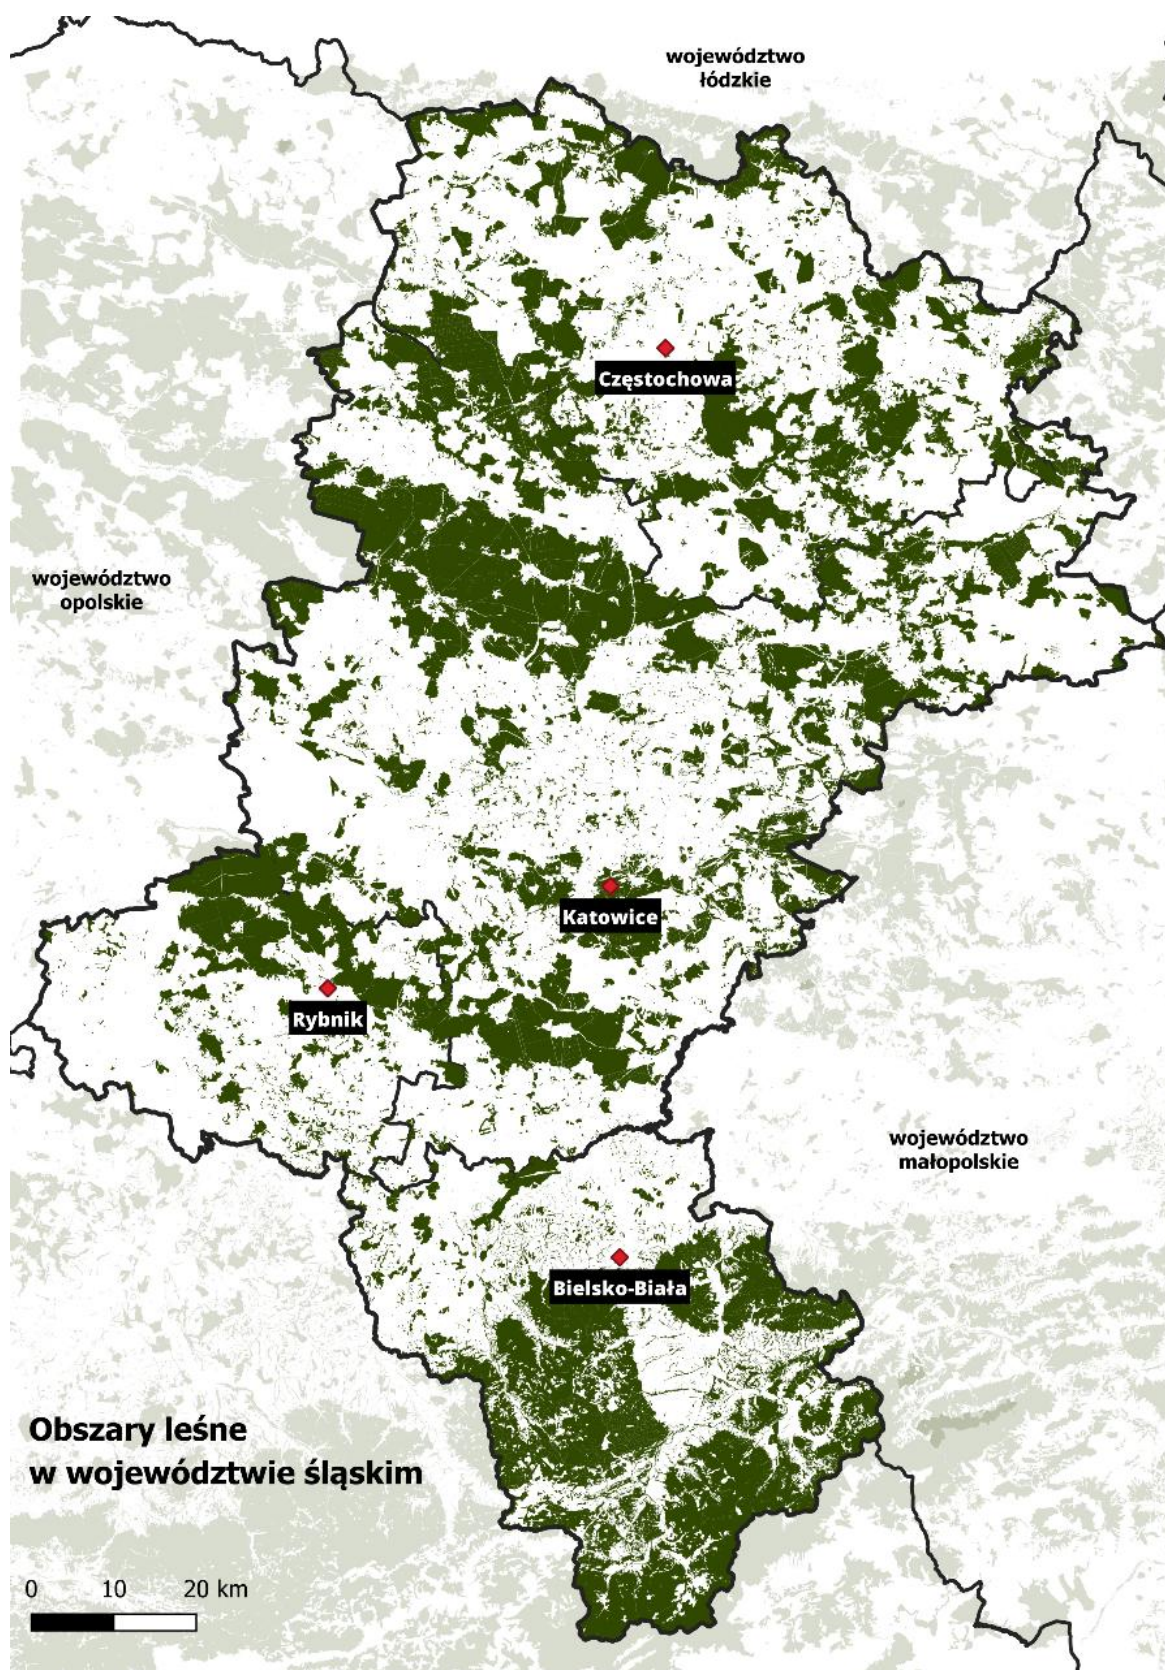 województwo
łódzkie
Częstochowa
województwo
opolskie
Katowice
Rybnik
województwo
małopolskie
Bielsko-Biała
Obszary leśne
w województwie śląskim
0 10 20 km